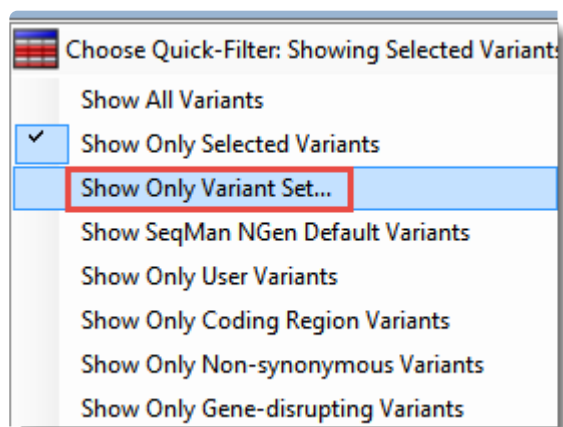 Choose Quick-Filter: Showing Selected Variants
Show All Variants
Show Only Selected Variants
Show Only Variant Set...
Show SeqMan NGen Default Variants
Show Only User Variants
Show Only Coding Region Variants
Show Only Non-synonymous Variants
Show Only Gene-disrupting Variants